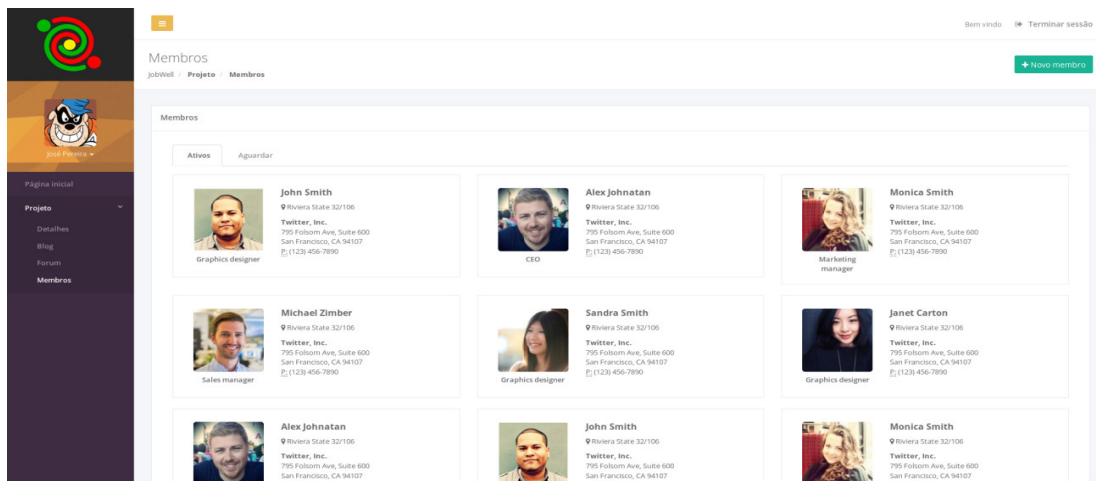 Bem vindo Terminar sessão
Membros
JobWell / Projeto / Membros
+ Novo membro
José Pereira
Página inicial
Projeto
Detalhes
Blog
Forum
Membros
Membros
Ativos Aguardar
John Smith
Riviera State 32/106
Twitter, Inc.
795 Folsom Ave, Suite 600
San Francisco, CA 94107
P: (123) 456-7890
Graphics designer
Alex Johnatan
Riviera State 32/106
Twitter, Inc.
795 Folsom Ave, Suite 600
San Francisco, CA 94107
P: (123) 456-7890
CEO
Monica Smith
Riviera State 32/106
Twitter, Inc.
795 Folsom Ave, Suite 600
San Francisco, CA 94107
P: (123) 456-7890
Marketing
manager
Michael Zimber
Riviera State 32/106
Twitter, Inc.
795 Folsom Ave, Suite 600
San Francisco, CA 94107
P: (123) 456-7890
Sales manager
Sandra Smith
Riviera State 32/106
Twitter, Inc.
795 Folsom Ave, Suite 600
San Francisco, CA 94107
P: (123) 456-7890
Graphics designer
Janet Carton
Riviera State 32/106
Twitter, Inc.
795 Folsom Ave, Suite 600
San Francisco, CA 94107
P: (123) 456-7890
Graphics designer
Alex Johnatan
Riviera State 32/106
Twitter, Inc.
795 Folsom Ave, Suite 600
San Francisco, CA 94107
John Smith
Riviera State 32/106
Twitter, Inc.
795 Folsom Ave, Suite 600
San Francisco, CA 94107
Monica Smith
Riviera State 32/106
Twitter, Inc.
795 Folsom Ave, Suite 600
San Francisco, CA 94107